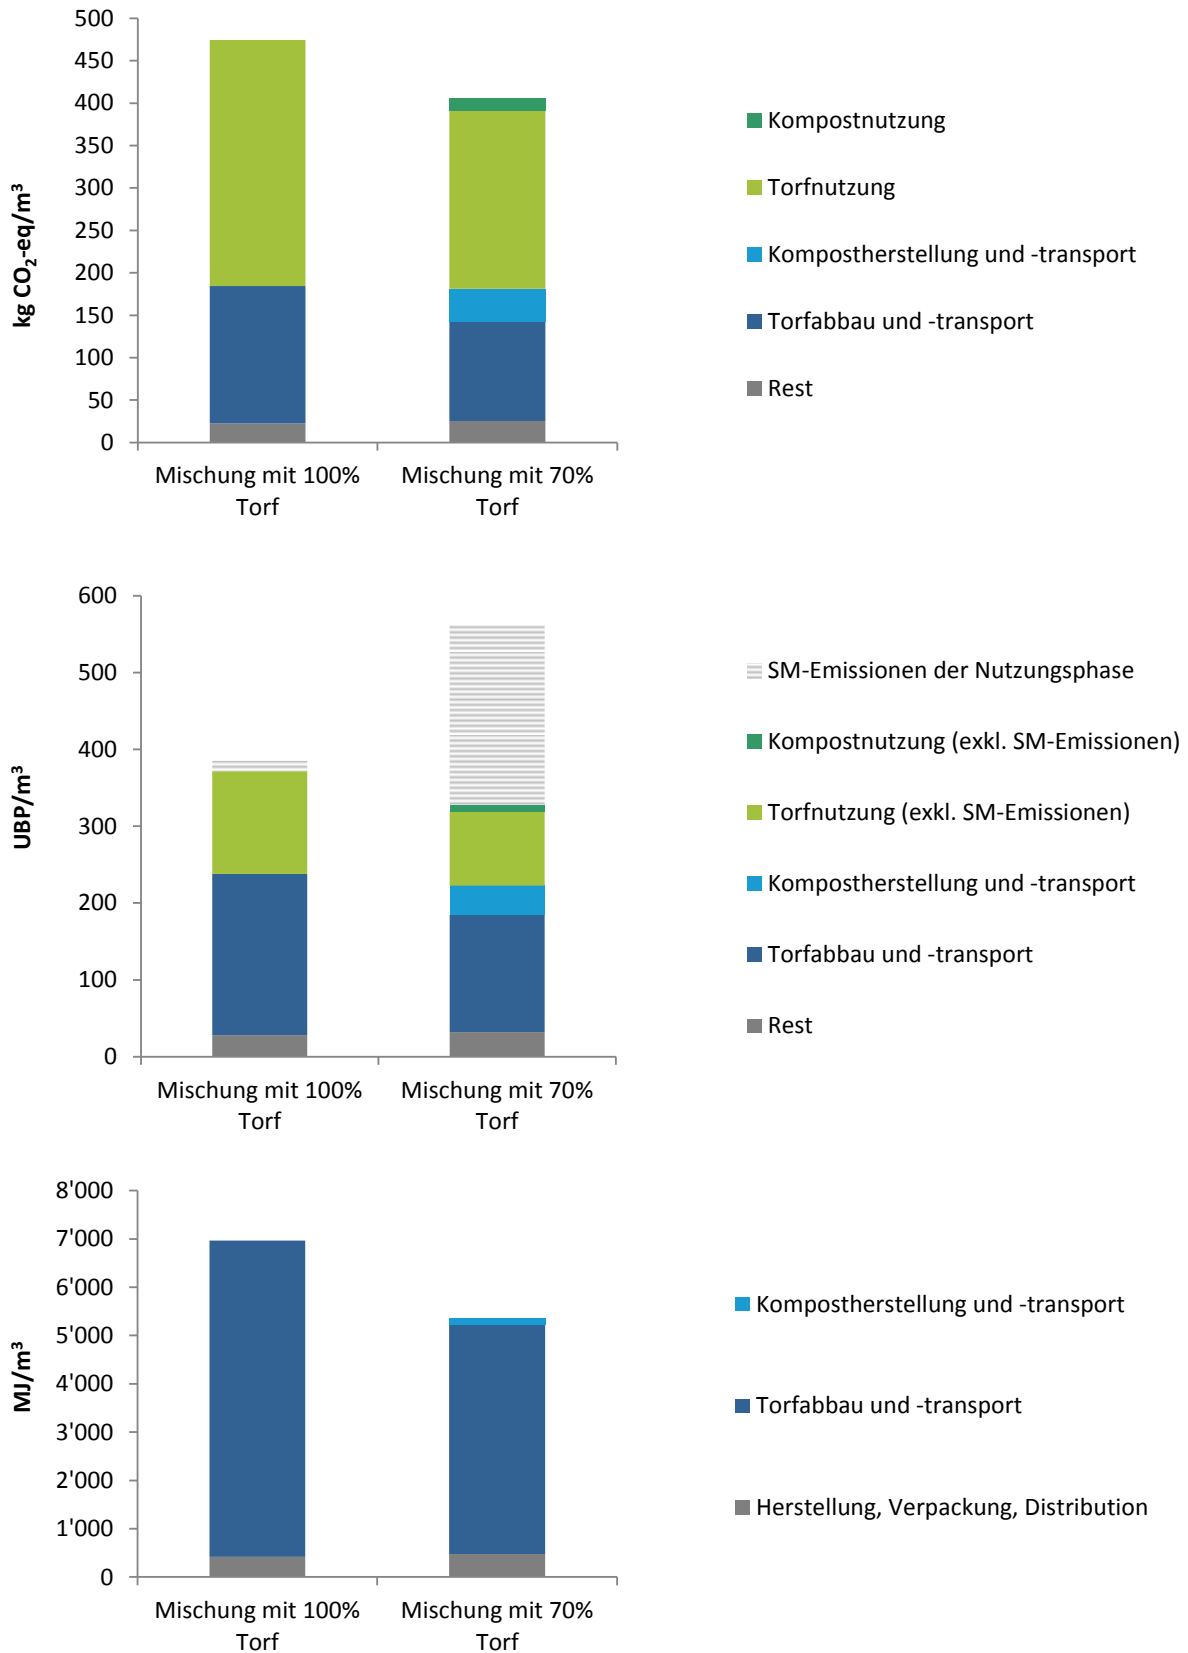 500
450
400
350
300
250
200
150
100
50
0
kg CO₂-eq/m³
Mischung mit 100%
Torf
Mischung mit 70%
Torf
Kompostnutzung
Torfnutzung
Kompostherstellung und -transport
Torfabbau und -transport
Rest
600
500
400
300
200
100
0
UBP/m³
Mischung mit 100%
Torf
Mischung mit 70%
Torf
SM-Emissionen der Nutzungsphase
Kompostnutzung (exkl. SM-Emissionen)
Torfnutzung (exkl. SM-Emissionen)
Kompostherstellung und -transport
Torfabbau und -transport
Rest
8'000
7'000
6'000
5'000
4'000
3'000
2'000
1'000
0
MJ/m³
Mischung mit 100%
Torf
Mischung mit 70%
Torf
Kompostherstellung und -transport
Torfabbau und -transport
Herstellung, Verpackung, Distribution